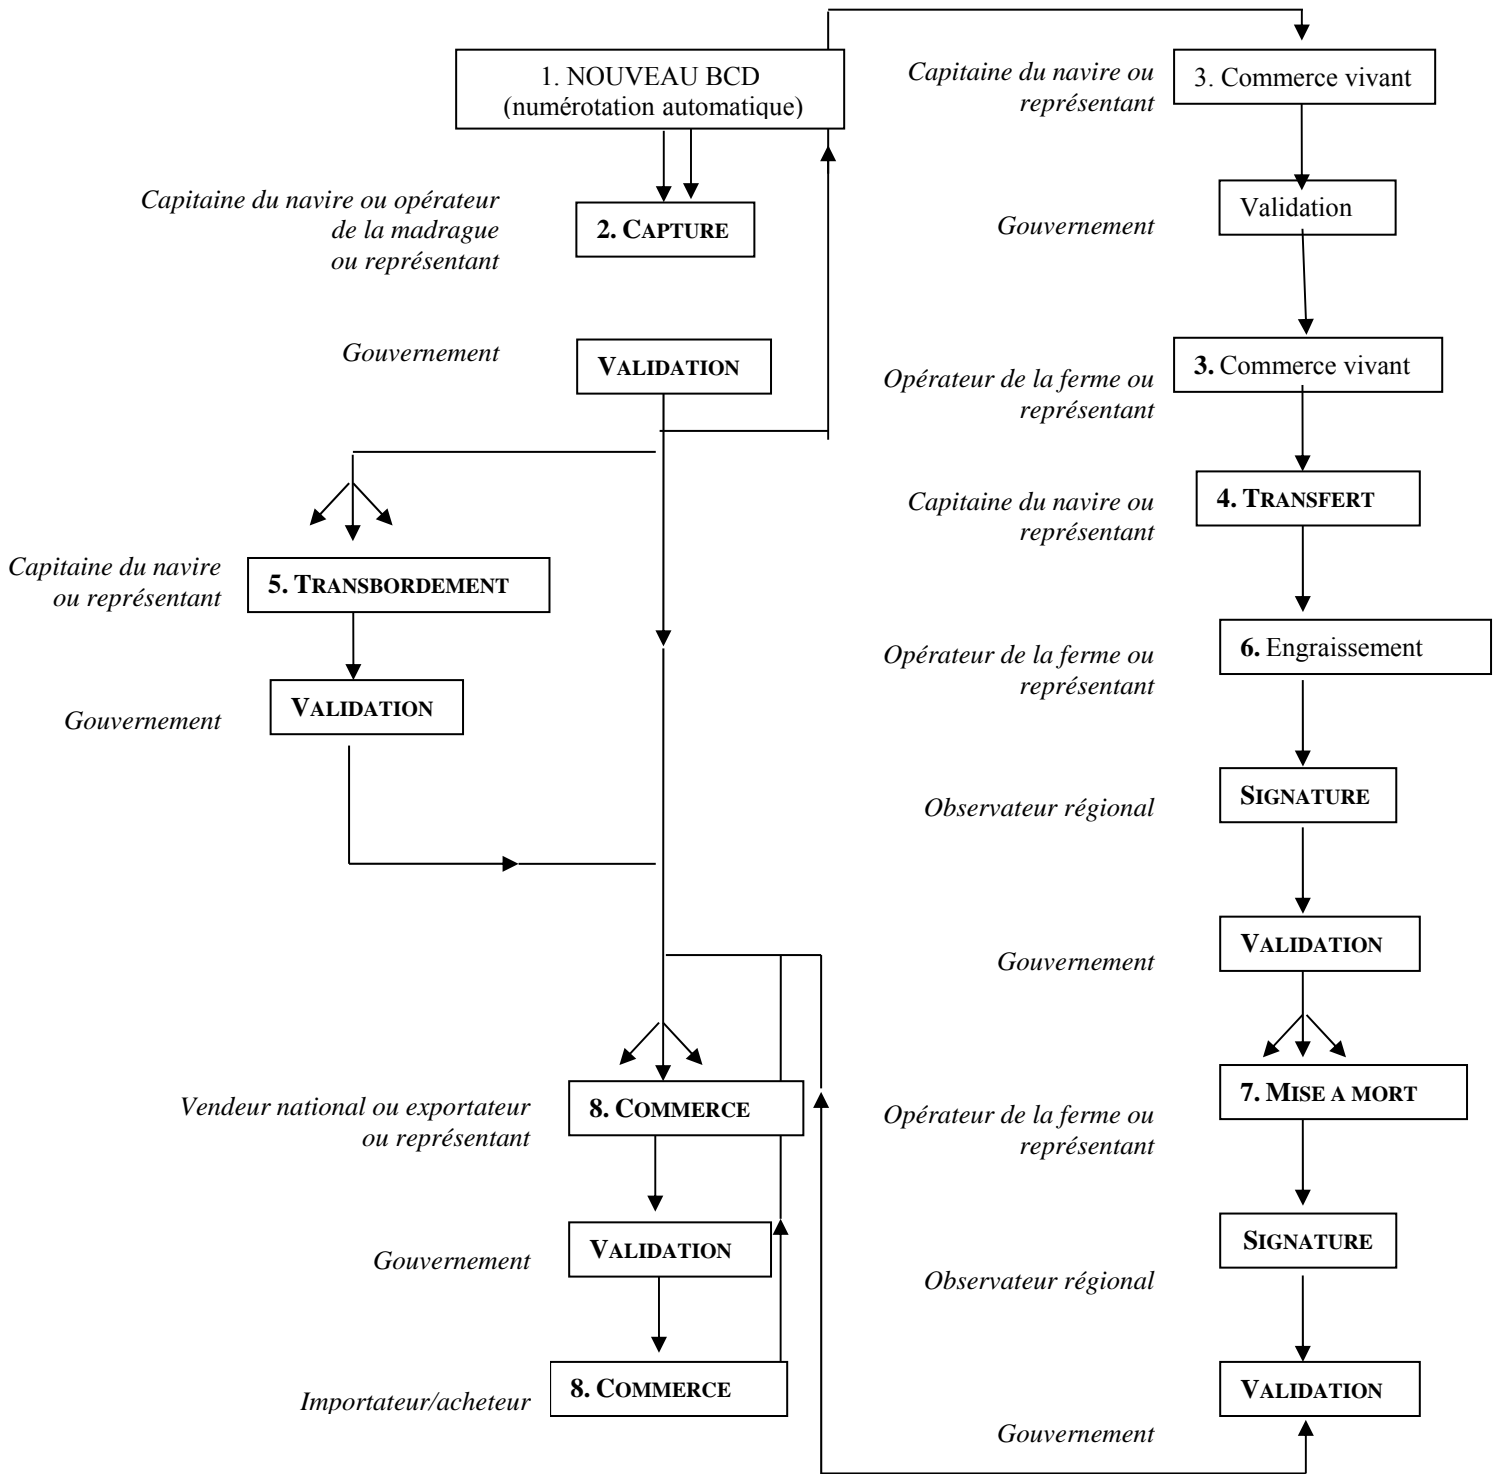 1. NOUVEAU BCD
(numérotation automatique)
Capitaine du navire ou opérateur
de la madrague
ou représentant
2. CAPTURE
Gouvernement
VALIDATION
Capitaine du navire
ou représentant
5. TRANSBORDEMENT
Gouvernement
VALIDATION
Vendeur national ou exportateur
ou représentant
8. COMMERCE
Gouvernement
VALIDATION
Importateur/acheteur
8. COMMERCE
Capitaine du navire ou
représentant
3. Commerce vivant
Gouvernement
Validation
Opérateur de la ferme ou
représentant
3. Commerce vivant
Capitaine du navire ou
représentant
4. TRANSFERT
Opérateur de la ferme ou
représentant
6. Engraissement
Observateur régional
SIGNATURE
Gouvernement
VALIDATION
Opérateur de la ferme ou
représentant
7. MISE A MORT
Observateur régional
SIGNATURE
Gouvernement
VALIDATION